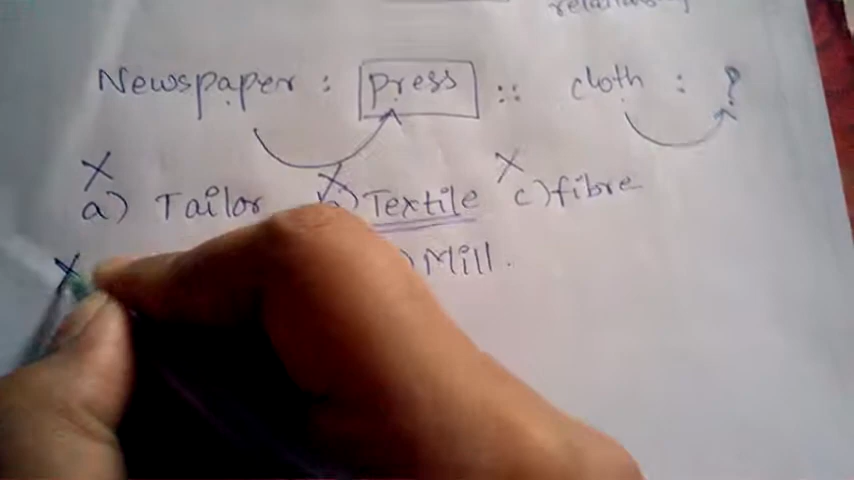 Newspaper : press :: cloth : ?
a) Tailor b) Textile c) fibre
) Mill.